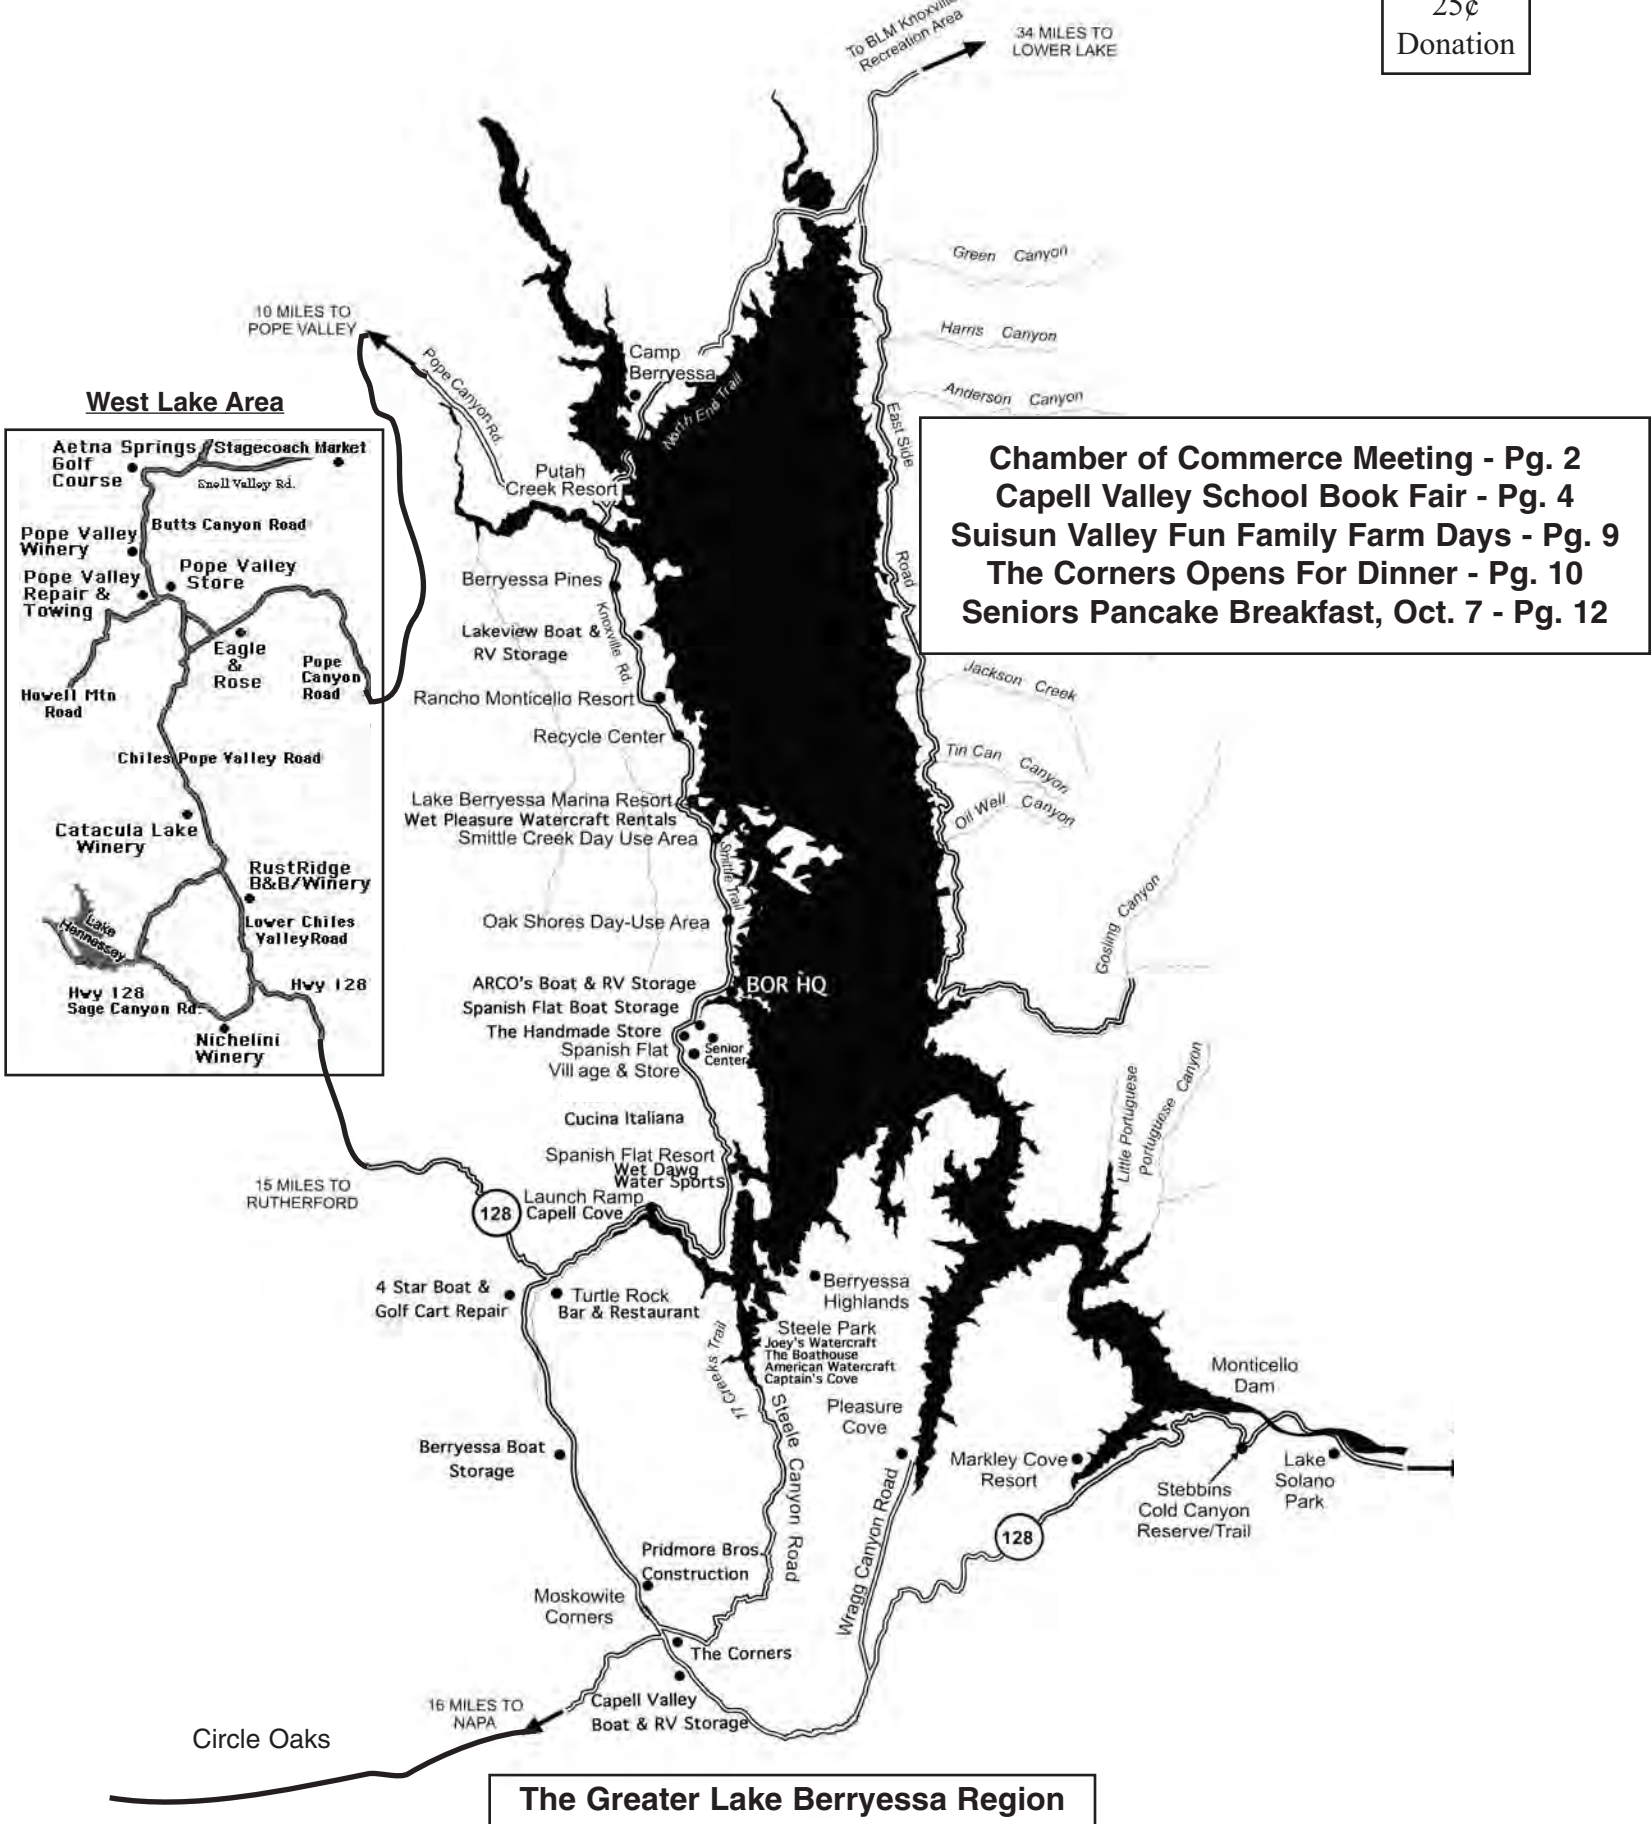 25¢
Donation
To BLM Knoxville
Recreation Area
34 MILES TO
LOWER LAKE
Green Canyon
Harris Canyon
Anderson Canyon
10 MILES TO
POPE VALLEY
Pope Canyon Rd.
Camp
Berryessa
North End Trail
East Side
Road
Putah
Creek Resort
West Lake Area
Aetna Springs
Golf
Course
Stagecoach Market
Snell Valley Rd.
Butts Canyon Road
Pope Valley
Winery
Pope Valley
Store
Pope Valley
Repair &
Towing
Eagle
&
Rose
Pope
Canyon
Road
Howell Mtn
Road
Chiles Pope Valley Road
Catacula Lake
Winery
RustRidge
B&B/Winery
Lake
Hennessey
Lower Chiles
Valley Road
Hwy 128
Hwy 128
Sage Canyon Rd.
Nichelini
Winery
Chamber of Commerce Meeting - Pg. 2
Capell Valley School Book Fair - Pg. 4
Suisun Valley Fun Family Farm Days - Pg. 9
The Corners Opens For Dinner - Pg. 10
Seniors Pancake Breakfast, Oct. 7 - Pg. 12
Berryessa Pines
Knoxville Rd.
Lakeview Boat &
RV Storage
Rancho Monticello Resort
Recycle Center
Jackson Creek
Tin Can Canyon
Oil Well Canyon
Lake Berryessa Marina Resort
Wet Pleasure Watercraft Rentals
Smittle Creek Day Use Area
Smittle Trail
Oak Shores Day-Use Area
Gosling Canyon
ARCO's Boat & RV Storage
BOR HQ
Spanish Flat Boat Storage
The Handmade Store
Spanish Flat
Village & Store
Senior
Center
Little Portuguese
Portuguese Canyon
Cucina Italiana
Spanish Flat Resort
Wet Dawg
Water Sports
15 MILES TO
RUTHERFORD
128
Launch Ramp
Capell Cove
4 Star Boat &
Golf Cart Repair
Turtle Rock
Bar & Restaurant
Berryessa
Highlands
Steele Park
Joey's Watercraft
The Boathouse
American Watercraft
Captain's Cove
17 Creeks Trail
Steele Canyon Road
Pleasure
Cove
Monticello
Dam
Berryessa Boat
Storage
Markley Cove
Resort
Lake
Solano
Park
Stebbins
Cold Canyon
Reserve/Trail
128
Wragg Canyon Road
Pridmore Bros.
Construction
Moskowite
Corners
The Corners
16 MILES TO
NAPA
Capell Valley
Boat & RV Storage
Circle Oaks
The Greater Lake Berryessa Region